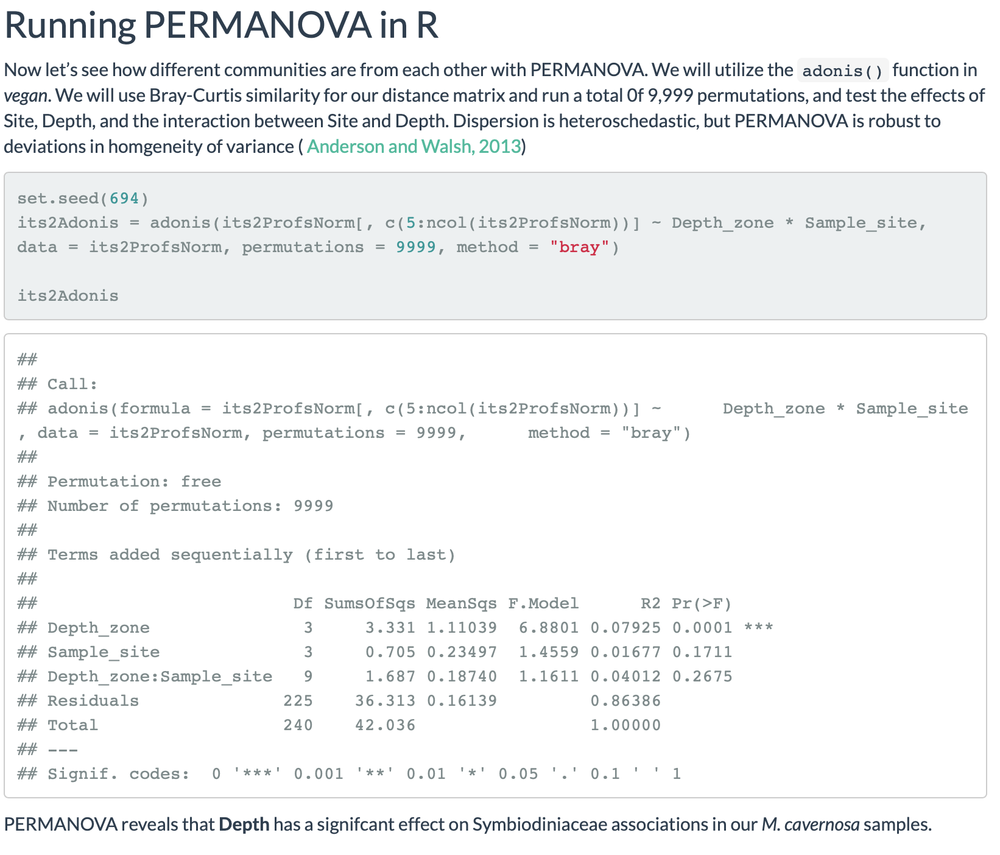 Running PERMANOVA in R
Now let’s see how different communities are from each other with PERMANOVA. We will utilize the adonis() function in
vegan. We will use Bray-Curtis similarity for our distance matrix and run a total 0f 9,999 permutations, and test the effects of
Site, Depth, and the interaction between Site and Depth. Dispersion is heteroschedastic, but PERMANOVA is robust to
deviations in homgeneity of variance ( Anderson and Walsh, 2013)
set.seed(694)
its2Adonis = adonis(its2ProfsNorm[, c(5:ncol(its2ProfsNorm))] ~ Depth_zone * Sample_site,
data = its2ProfsNorm, permutations = 9999, method = "bray")
its2Adonis
##
## Call:
## adonis(formula = its2ProfsNorm[, c(5:ncol(its2ProfsNorm))] ~      Depth_zone * Sample_site
, data = its2ProfsNorm, permutations = 9999,      method = "bray")
##
## Permutation: free
## Number of permutations: 9999
##
## Terms added sequentially (first to last)
##
##                         Df SumsOfSqs MeanSqs F.Model      R2 Pr(>F)
## Depth_zone               3     3.331 1.11039  6.8801 0.07925 0.0001 ***
## Sample_site              3     0.705 0.23497  1.4559 0.01677 0.1711
## Depth_zone:Sample_site   9     1.687 0.18740  1.1611 0.04012 0.2675
## Residuals              225    36.313 0.16139         0.86386
## Total                  240    42.036                 1.00000
## ---
## Signif. codes:  0 '***' 0.001 '**' 0.01 '*' 0.05 '.' 0.1 ' ' 1
PERMANOVA reveals that Depth has a signifcant effect on Symbiodiniaceae associations in our M. cavernosa samples.